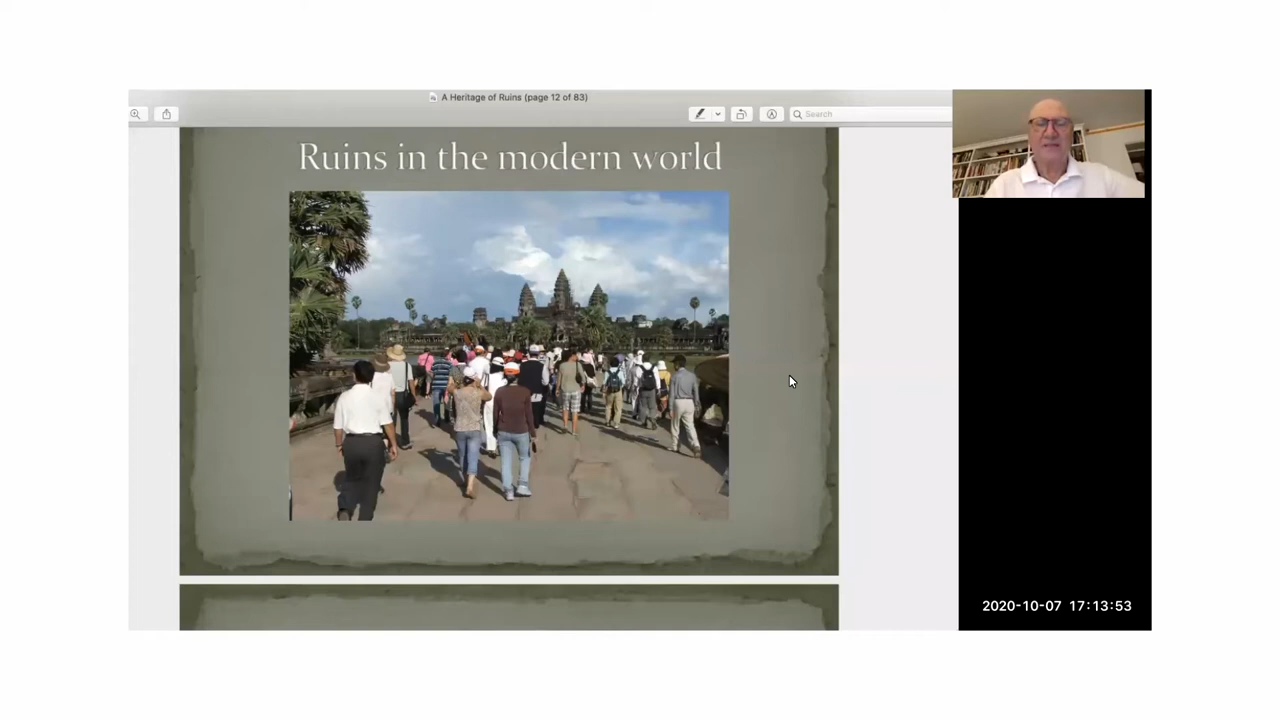 A Heritage of Ruins (page 12 of 83)
Search
Ruins in the modern world
2020-10-07 17:13:53